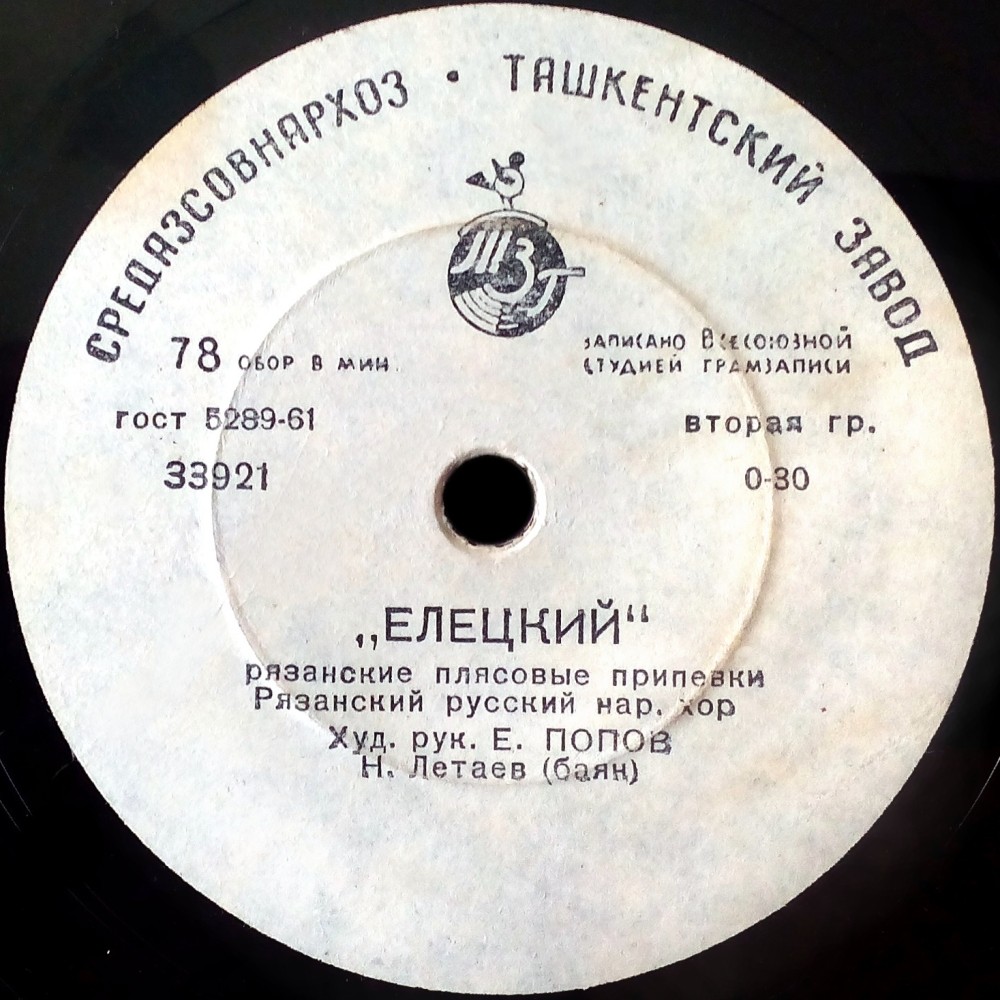 СРЕДАЗСОВНАРХОЗ • ТАШКЕНТСКИЙ ЗАВОД
ТЗГ
78 ОБОР В МИН.
ЗАПИСАНО ВСЕСОЮЗНОЙ
СТУДИЕЙ ГРАМЗАПИСИ
гост 5289-61
вторая гр.
33921
0-30
„ЕЛЕЦКИЙ“
рязанские плясовые припевки
Рязанский русский нар. хор
Худ. рук. Е. ПОПОВ
Н. Летаев (баян)